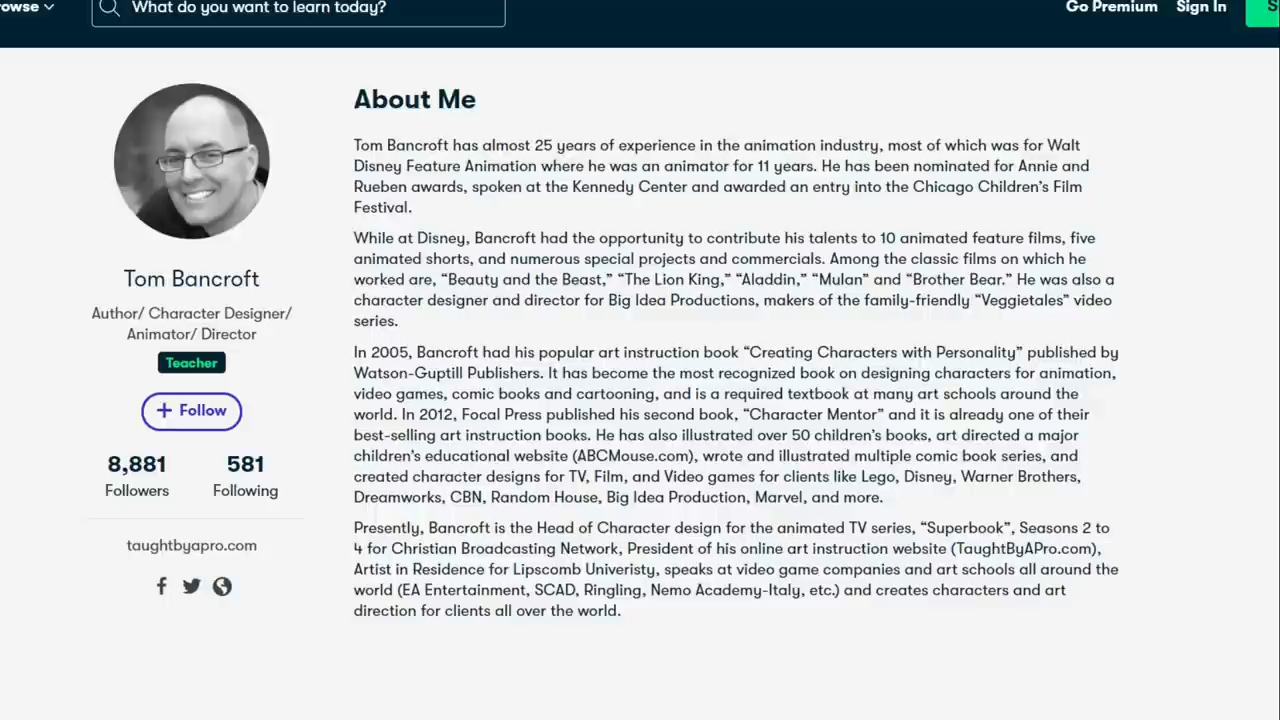 rowse
What do you want to learn today?
Go Premium
Sign In
S
About Me
Tom Bancroft has almost 25 years of experience in the animation industry, most of which was for Walt
Disney Feature Animation where he was an animator for 11 years. He has been nominated for Annie and
Rueben awards, spoken at the Kennedy Center and awarded an entry into the Chicago Children's Film
Festival.
While at Disney, Bancroft had the opportunity to contribute his talents to 10 animated feature films, five
animated shorts, and numerous special projects and commercials. Among the classic films on which he
worked are, “Beauty and the Beast,” “The Lion King,” “Aladdin,” “Mulan” and “Brother Bear.” He was also a
character designer and director for Big Idea Productions, makers of the family-friendly “Veggietales” video
series.
In 2005, Bancroft had his popular art instruction book “Creating Characters with Personality” published by
Watson-Guptill Publishers. It has become the most recognized book on designing characters for animation,
video games, comic books and cartooning, and is a required textbook at many art schools around the
world. In 2012, Focal Press published his second book, “Character Mentor” and it is already one of their
best-selling art instruction books. He has also illustrated over 50 children's books, art directed a major
children's educational website (ABCMouse.com), wrote and illustrated multiple comic book series, and
created character designs for TV, Film, and Video games for clients like Lego, Disney, Warner Brothers,
Dreamworks, CBN, Random House, Big Idea Production, Marvel, and more.
Presently, Bancroft is the Head of Character design for the animated TV series, “Superbook”, Seasons 2 to
4 for Christian Broadcasting Network, President of his online art instruction website (TaughtByAPro.com),
Artist in Residence for Lipscomb Univeristy, speaks at video game companies and art schools all around the
world (EA Entertainment, SCAD, Ringling, Nemo Academy-Italy, etc.) and creates characters and art
direction for clients all over the world.
Tom Bancroft
Author/ Character Designer/
Animator/ Director
Teacher
+ Follow
8,881
Followers
581
Following
taughtbyapro.com